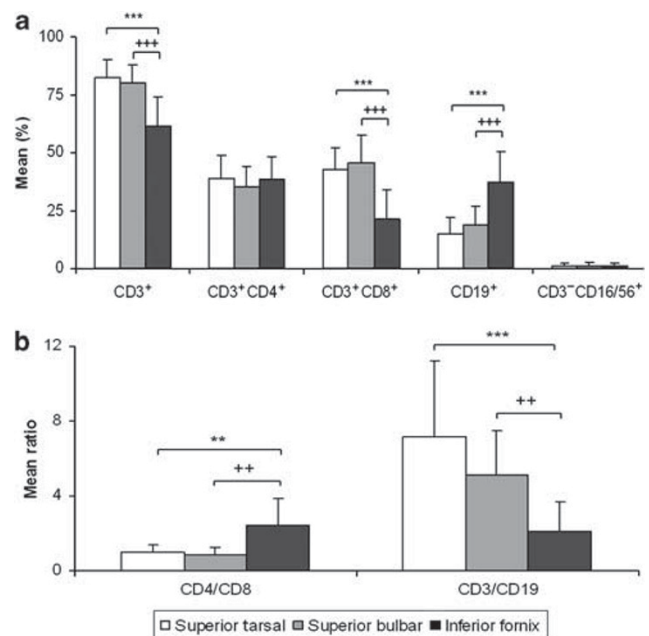 a
***
+++
***
+++
***
+++
100
75
50
25
0
Mean (%)
CD3⁺
CD3⁺CD4⁺
CD3⁺CD8⁺
CD19⁺
CD3⁻CD16/56⁺
b
***
++
**
++
12
8
4
0
Mean ratio
CD4/CD8
CD3/CD19
Superior tarsal
Superior bulbar
Inferior fornix